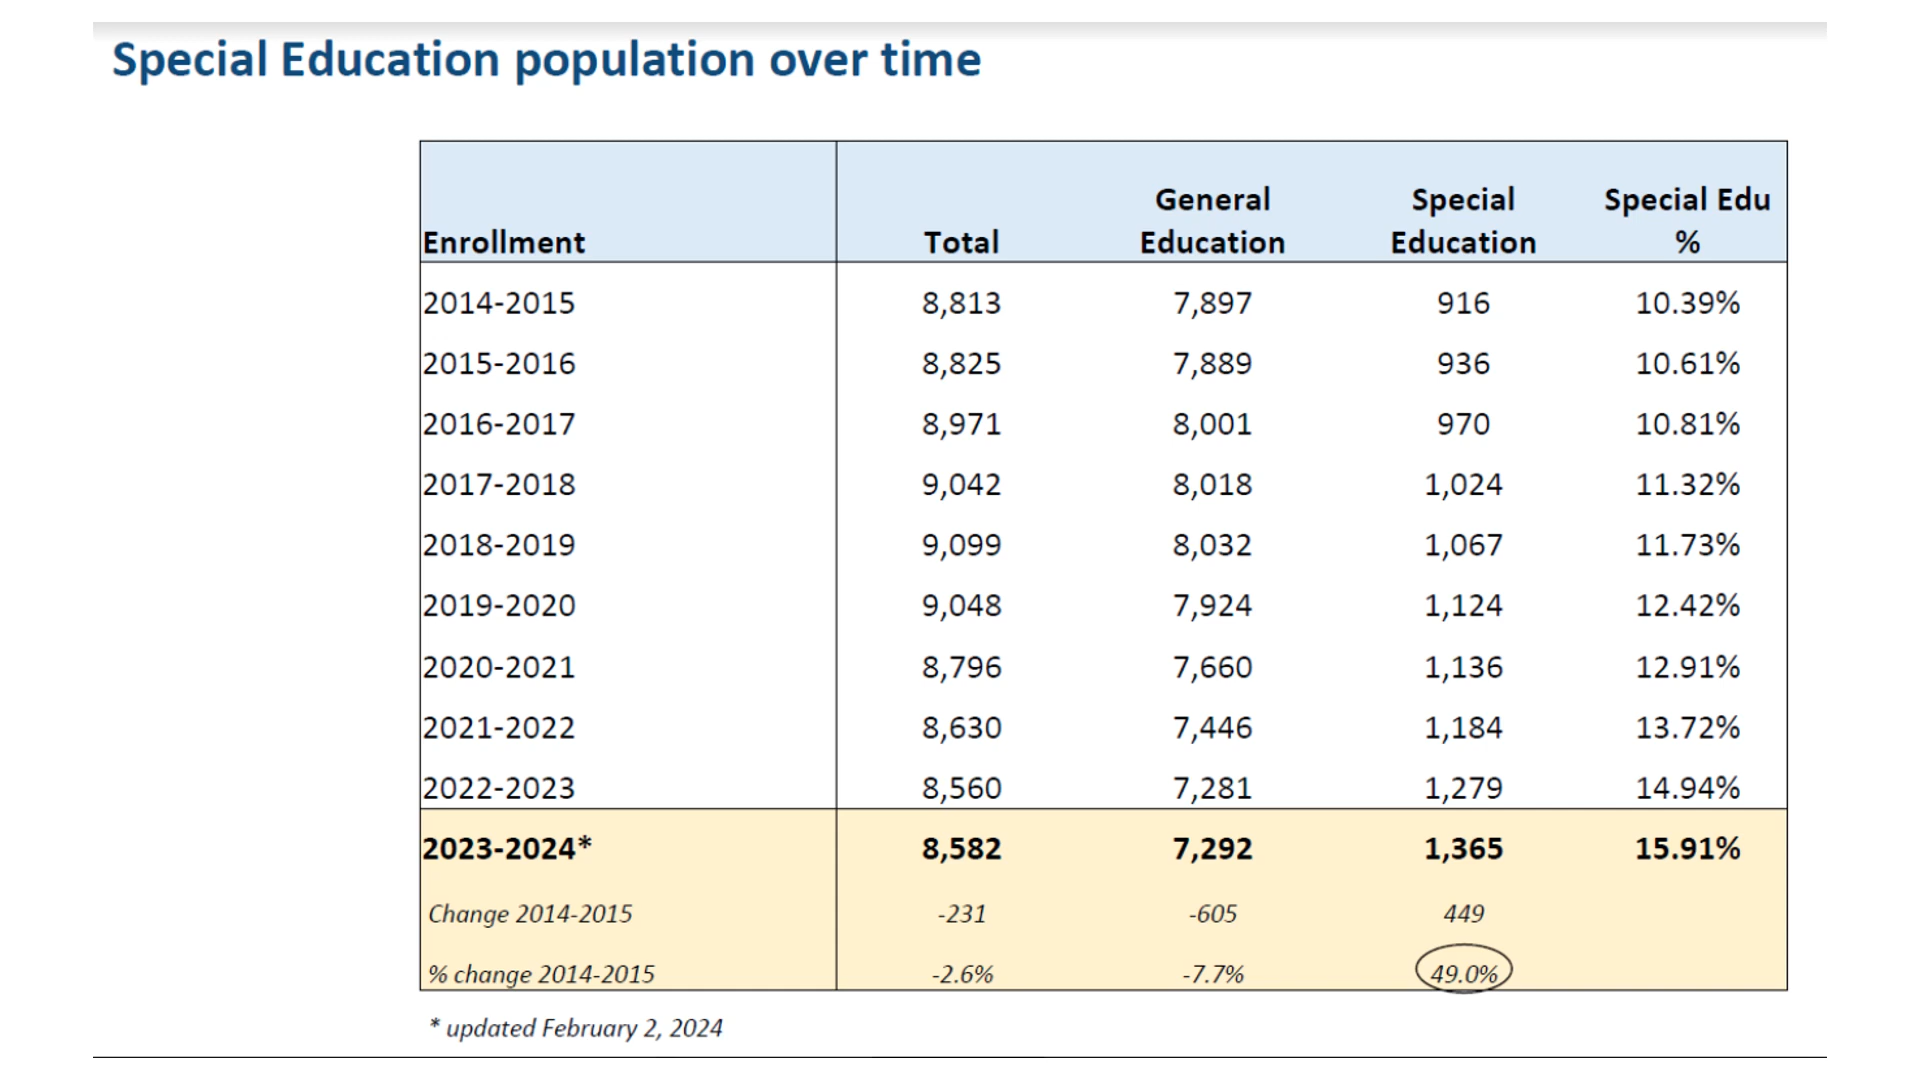 Special Education population over time
General Special Special Edu
Enrollment Total Education Education %
2014-2015 8,813 7,897 916 10.39%
2015-2016 8,825 7,889 936 10.61%
2016-2017 8,971 8,001 970 10.81%
2017-2018 9,042 8,018 1,024 11.32%
2018-2019 9,099 8,032 1,067 11.73%
2019-2020 9,048 7,924 1,124 12.42%
2020-2021 8,796 7,660 1,136 12.91%
2021-2022 8,630 7,446 1,184 13.72%
2022-2023 8,560 7,281 1,279 14.94%
2023-2024* 8,582 7,292 1,365 15.91%
Change 2014-2015 -231 -605 449
% change 2014-2015 -2.6% -7.7% 49.0%
* updated February 2, 2024